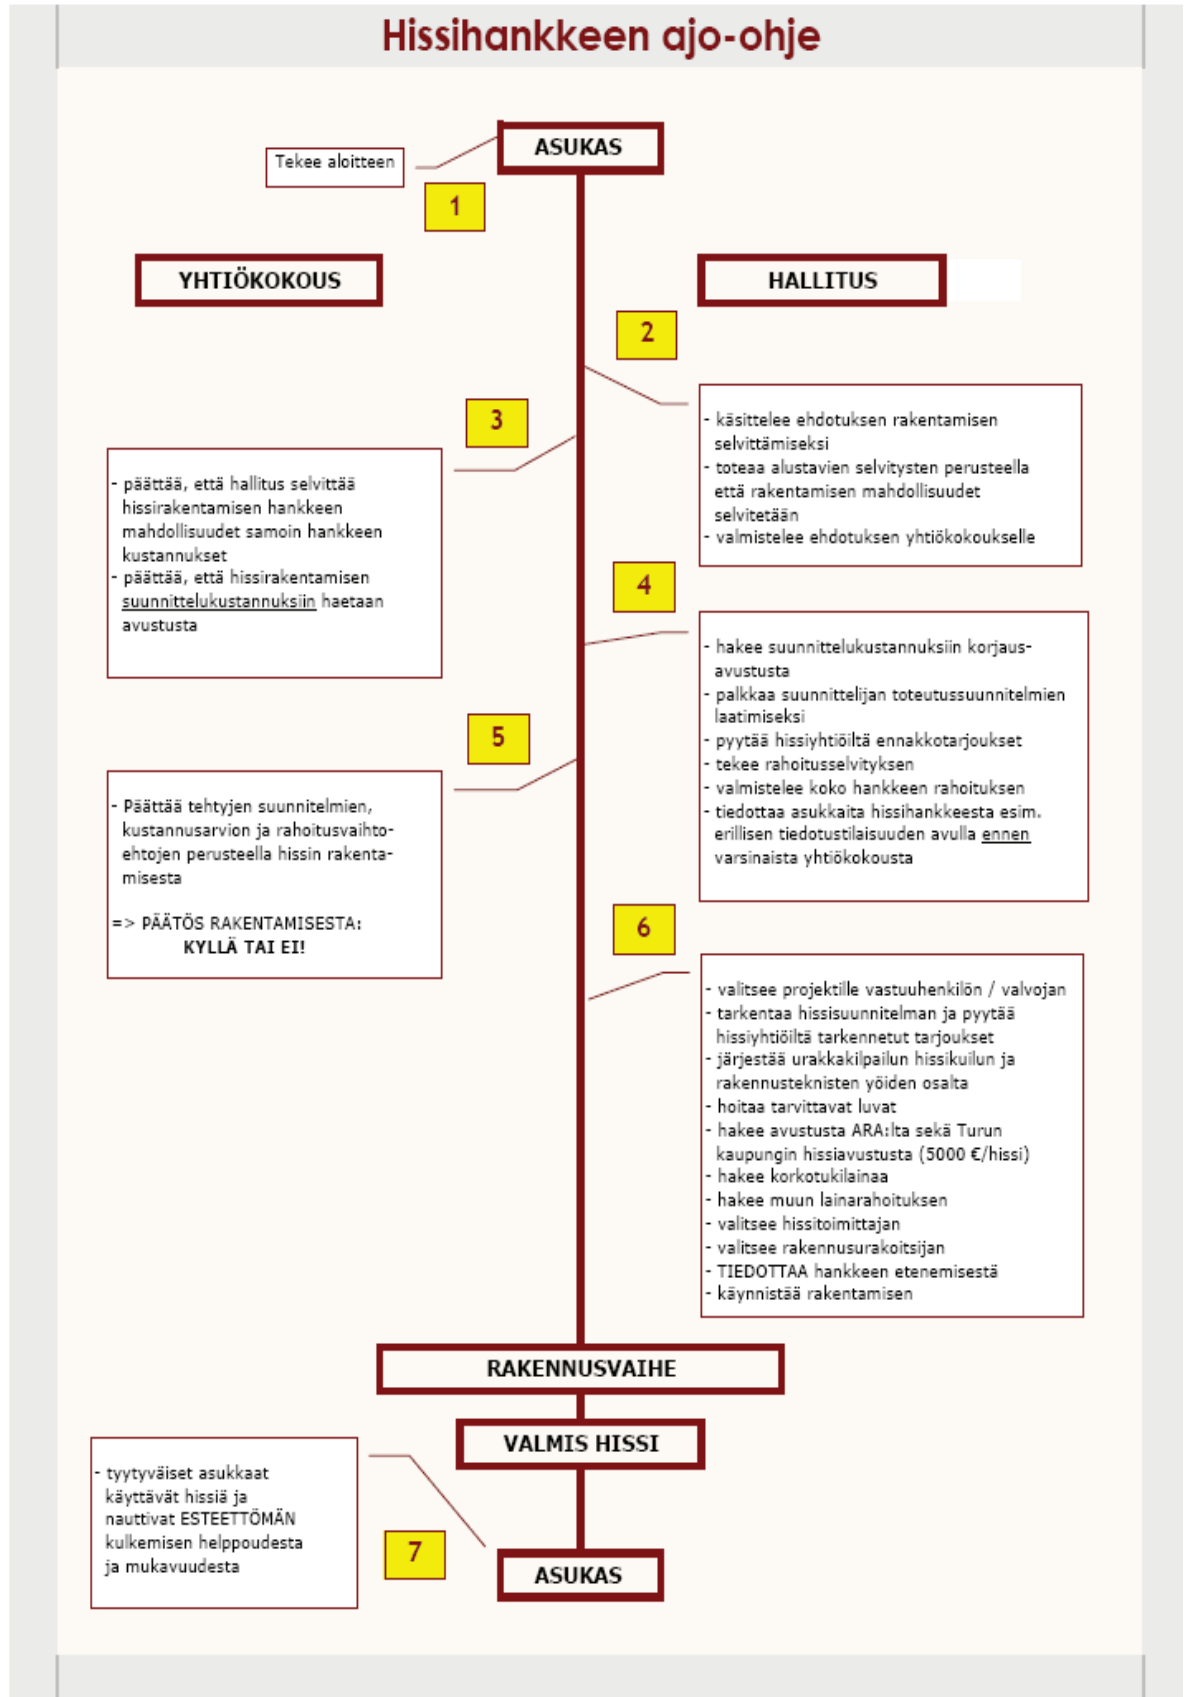 Hissihankkeen ajo-ohje
ASUKAS
Tekee aloitteen
1
YHTIÖKOKOUS
HALLITUS
2
- käsittelee ehdotuksen rakentamisen
selvittämiseksi
- toteaa alustavien selvitysten perusteella
että rakentamisen mahdollisuudet
selvitetään
- valmistelee ehdotuksen yhtiökokoukselle
3
- päättää, että hallitus selvittää
hissirakentamisen hankkeen
mahdollisuudet samoin hankkeen
kustannukset
- päättää, että hissirakentamisen
suunnittelukustannuksiin haetaan
avustusta
4
- hakee suunnittelukustannuksiin korjaus-
avustusta
- palkkaa suunnittelijan toteutussuunnitelmien
laatimiseksi
- pyytää hissiyhtiöiltä ennakkotarjoukset
- tekee rahoitusselvityksen
- valmistelee koko hankkeen rahoituksen
- tiedottaa asukkaita hissihankkeesta esim.
erillisen tiedotustilaisuuden avulla ennen
varsinaista yhtiökokousta
5
- Päättää tehtyjen suunnitelmien,
kustannusarvion ja rahoitusvaihto-
ehtojen perusteella hissin rakenta-
misesta
=> PÄÄTÖS RAKENTAMISESTA:
KYLLÄ TAI EI!
6
- valitsee projektille vastuuhenkilön / valvojan
- tarkentaa hissisuunnitelman ja pyytää
hissiyhtiöiltä tarkennetut tarjoukset
- järjestää urakkakilpailun hissikuilun ja
rakennusteknisten yöiden osalta
- hoitaa tarvittavat luvat
- hakee avustusta ARA:lta sekä Turun
kaupungin hissiavustusta (5000 €/hissi)
- hakee korkotukilainaa
- hakee muun lainarahoituksen
- valitsee hissitoimittajan
- valitsee rakennusurakoitsijan
- TIEDOTTAA hankkeen etenemisestä
- käynnistää rakentamisen
RAKENNUSVAIHE
VALMIS HISSI
- tyytyväiset asukkaat
käyttävät hissiä ja
nauttivat ESTEETTÖMÄN
kulkemisen helppoudesta
ja mukavuudesta
7
ASUKAS